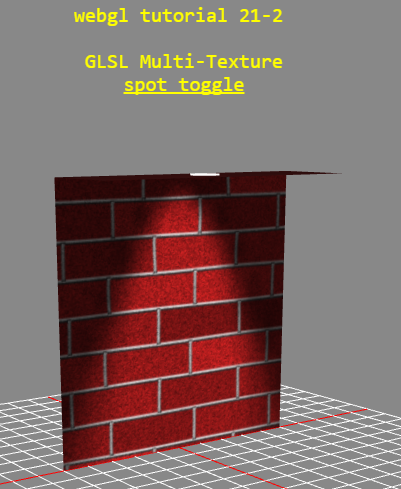 webgl tutorial 21-2
GLSL Multi-Texture
spot toggle